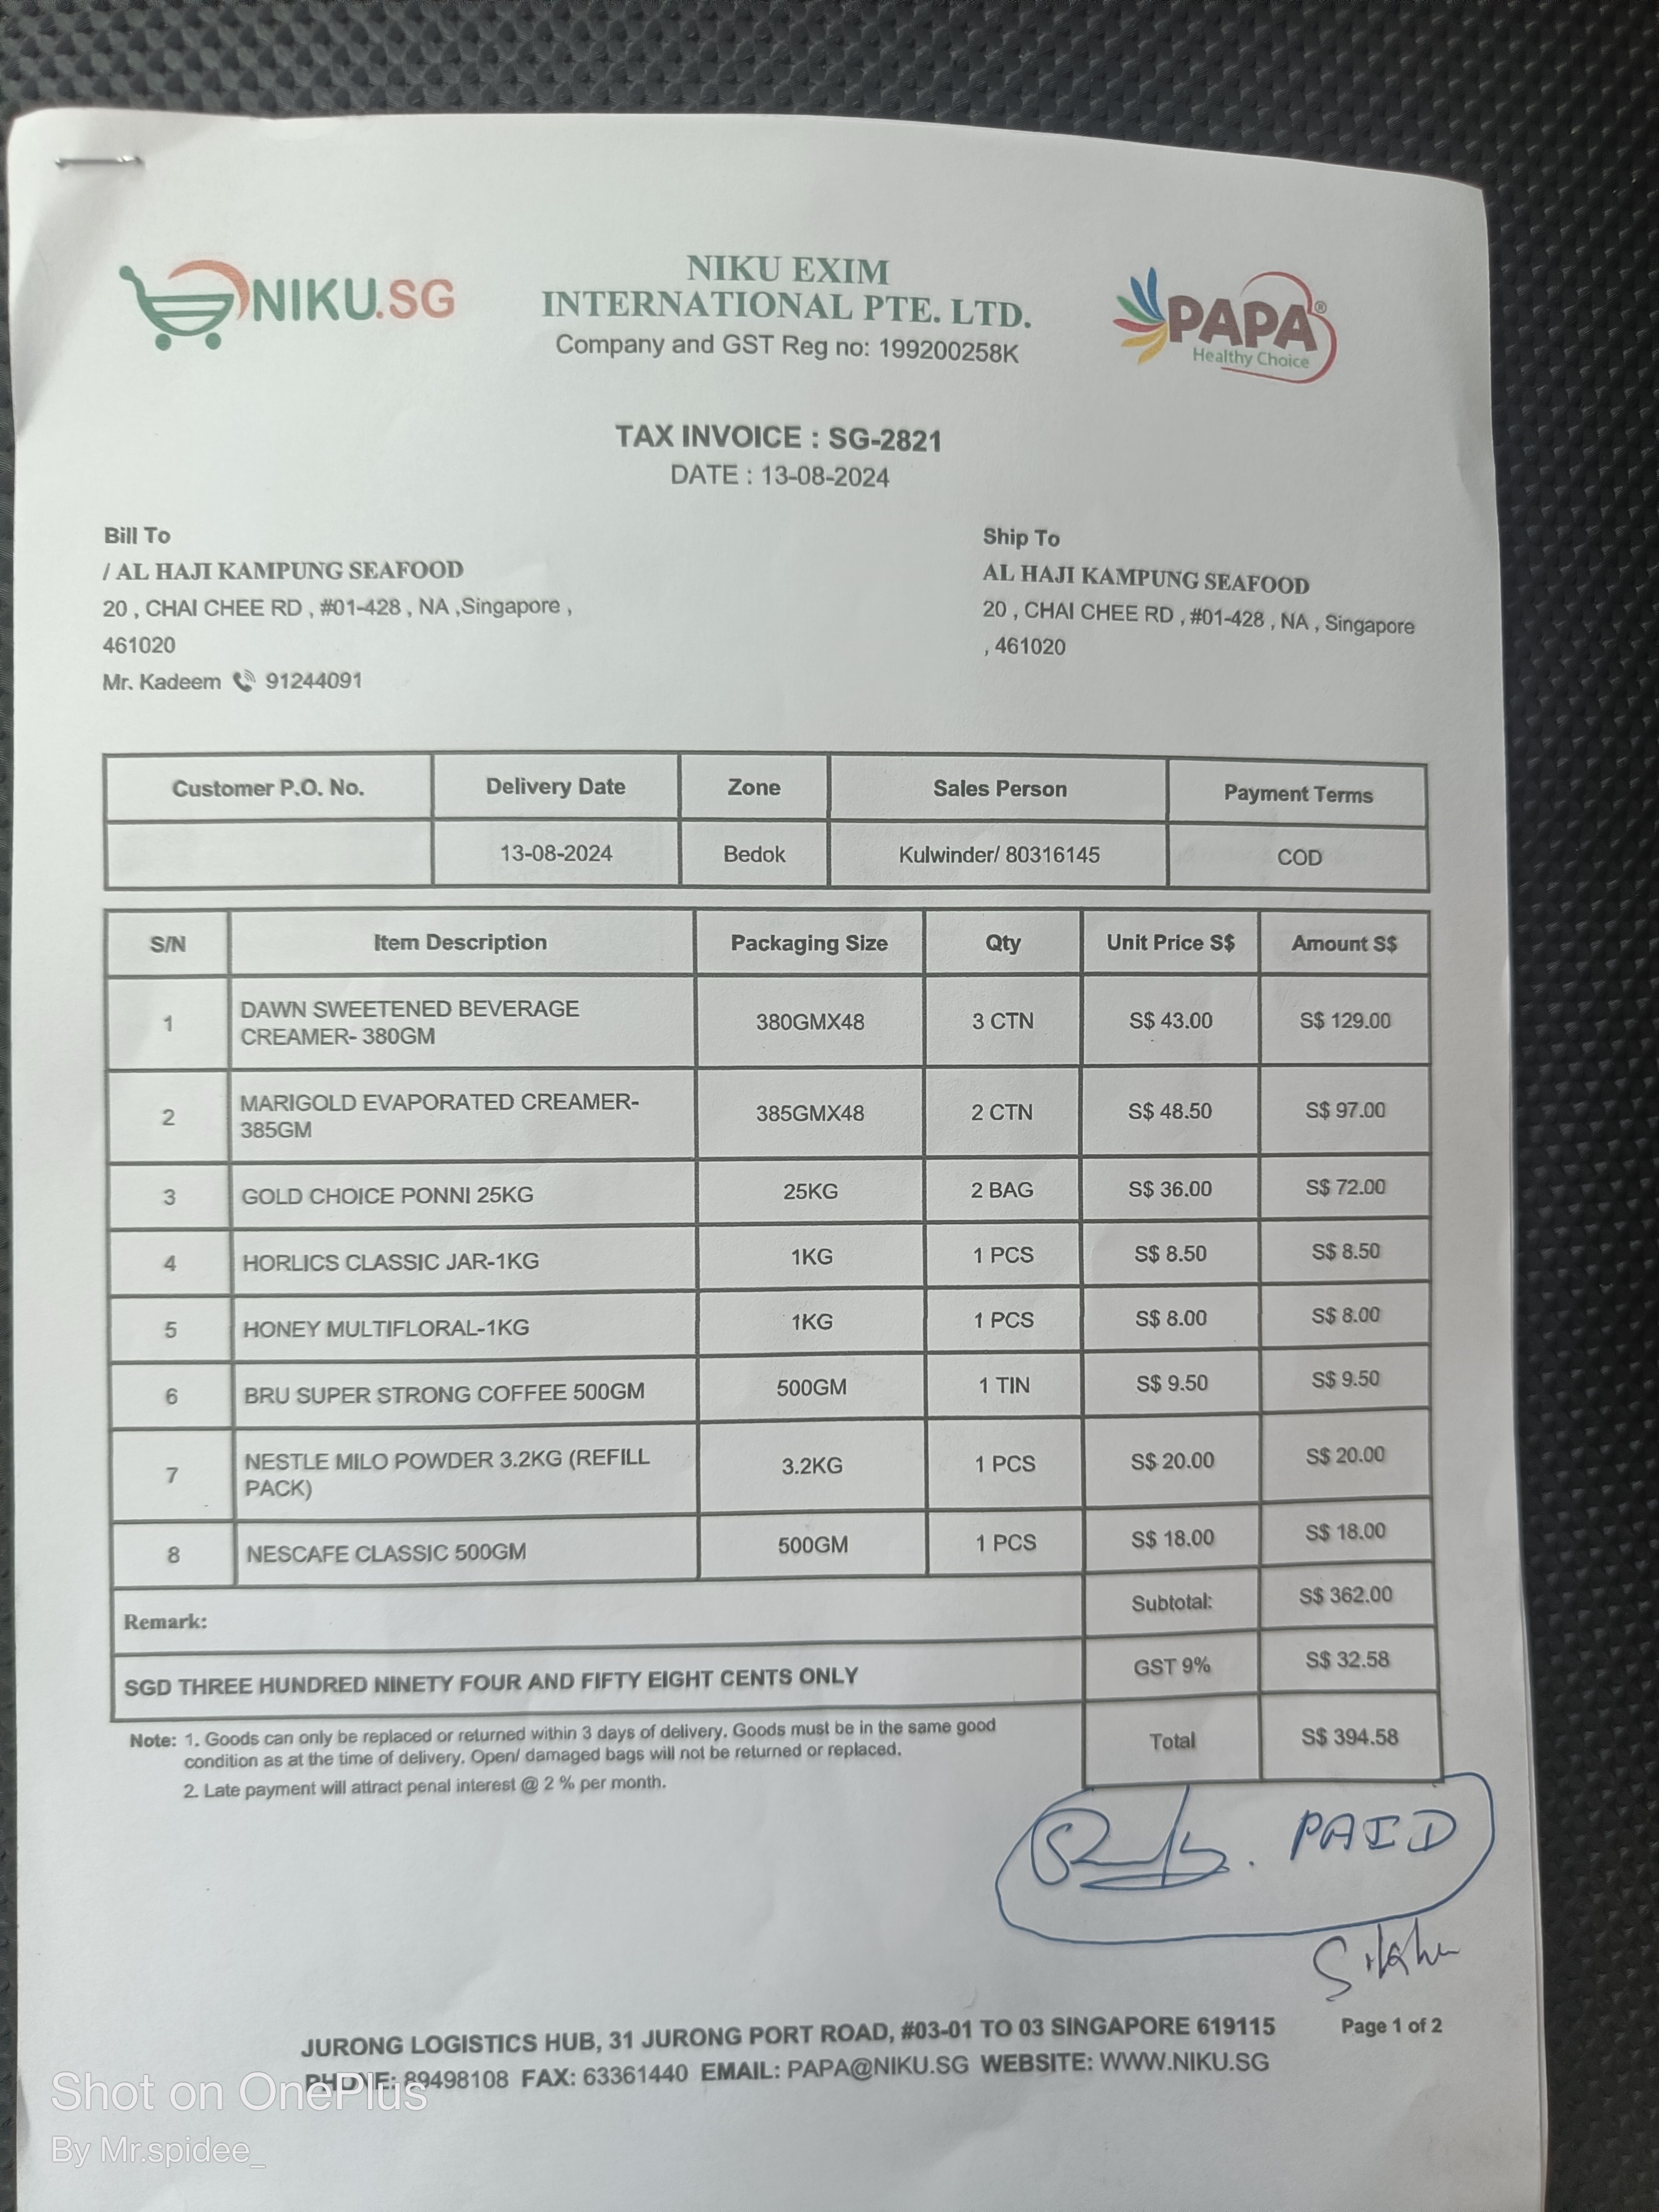 NIKU.SG
NIKU EXIM
INTERNATIONAL PTE. LTD.
Company and GST Reg no: 199200258K
PAPA®
Healthy Choice
TAX INVOICE : SG-2821
DATE : 13-08-2024
Bill To
/ AL HAJI KAMPUNG SEAFOOD
20 , CHAI CHEE RD , #01-428 , NA ,Singapore ,
461020
Mr. Kadeem 91244091
Ship To
AL HAJI KAMPUNG SEAFOOD
20 , CHAI CHEE RD , #01-428 , NA , Singapore
, 461020
Customer P.O. No. Delivery Date Zone Sales Person Payment Terms
13-08-2024 Bedok Kulwinder/ 80316145 COD
S/N Item Description Packaging Size Qty Unit Price S$ Amount S$
1 DAWN SWEETENED BEVERAGE 380GMX48 3 CTN S$ 43.00 S$ 129.00
CREAMER- 380GM
2 MARIGOLD EVAPORATED CREAMER- 385GMX48 2 CTN S$ 48.50 S$ 97.00
385GM
3 GOLD CHOICE PONNI 25KG 25KG 2 BAG S$ 36.00 S$ 72.00
4 HORLICS CLASSIC JAR-1KG 1KG 1 PCS S$ 8.50 S$ 8.50
5 HONEY MULTIFLORAL-1KG 1KG 1 PCS S$ 8.00 S$ 8.00
6 BRU SUPER STRONG COFFEE 500GM 500GM 1 TIN S$ 9.50 S$ 9.50
7 NESTLE MILO POWDER 3.2KG (REFILL 3.2KG 1 PCS S$ 20.00 S$ 20.00
PACK)
8 NESCAFE CLASSIC 500GM 500GM 1 PCS S$ 18.00 S$ 18.00
Remark: Subtotal: S$ 362.00
SGD THREE HUNDRED NINETY FOUR AND FIFTY EIGHT CENTS ONLY GST 9% S$ 32.58
Total S$ 394.58
Note: 1. Goods can only be replaced or returned within 3 days of delivery. Goods must be in the same good
condition as at the time of delivery. Open/ damaged bags will not be returned or replaced.
2. Late payment will attract penal interest @ 2 % per month.
PAID
JURONG LOGISTICS HUB, 31 JURONG PORT ROAD, #03-01 TO 03 SINGAPORE 619115
Page 1 of 2
PHONE: 89498108 FAX: 63361440 EMAIL: PAPA@NIKU.SG WEBSITE: WWW.NIKU.SG
Shot on OnePlus
By Mr.spidee_